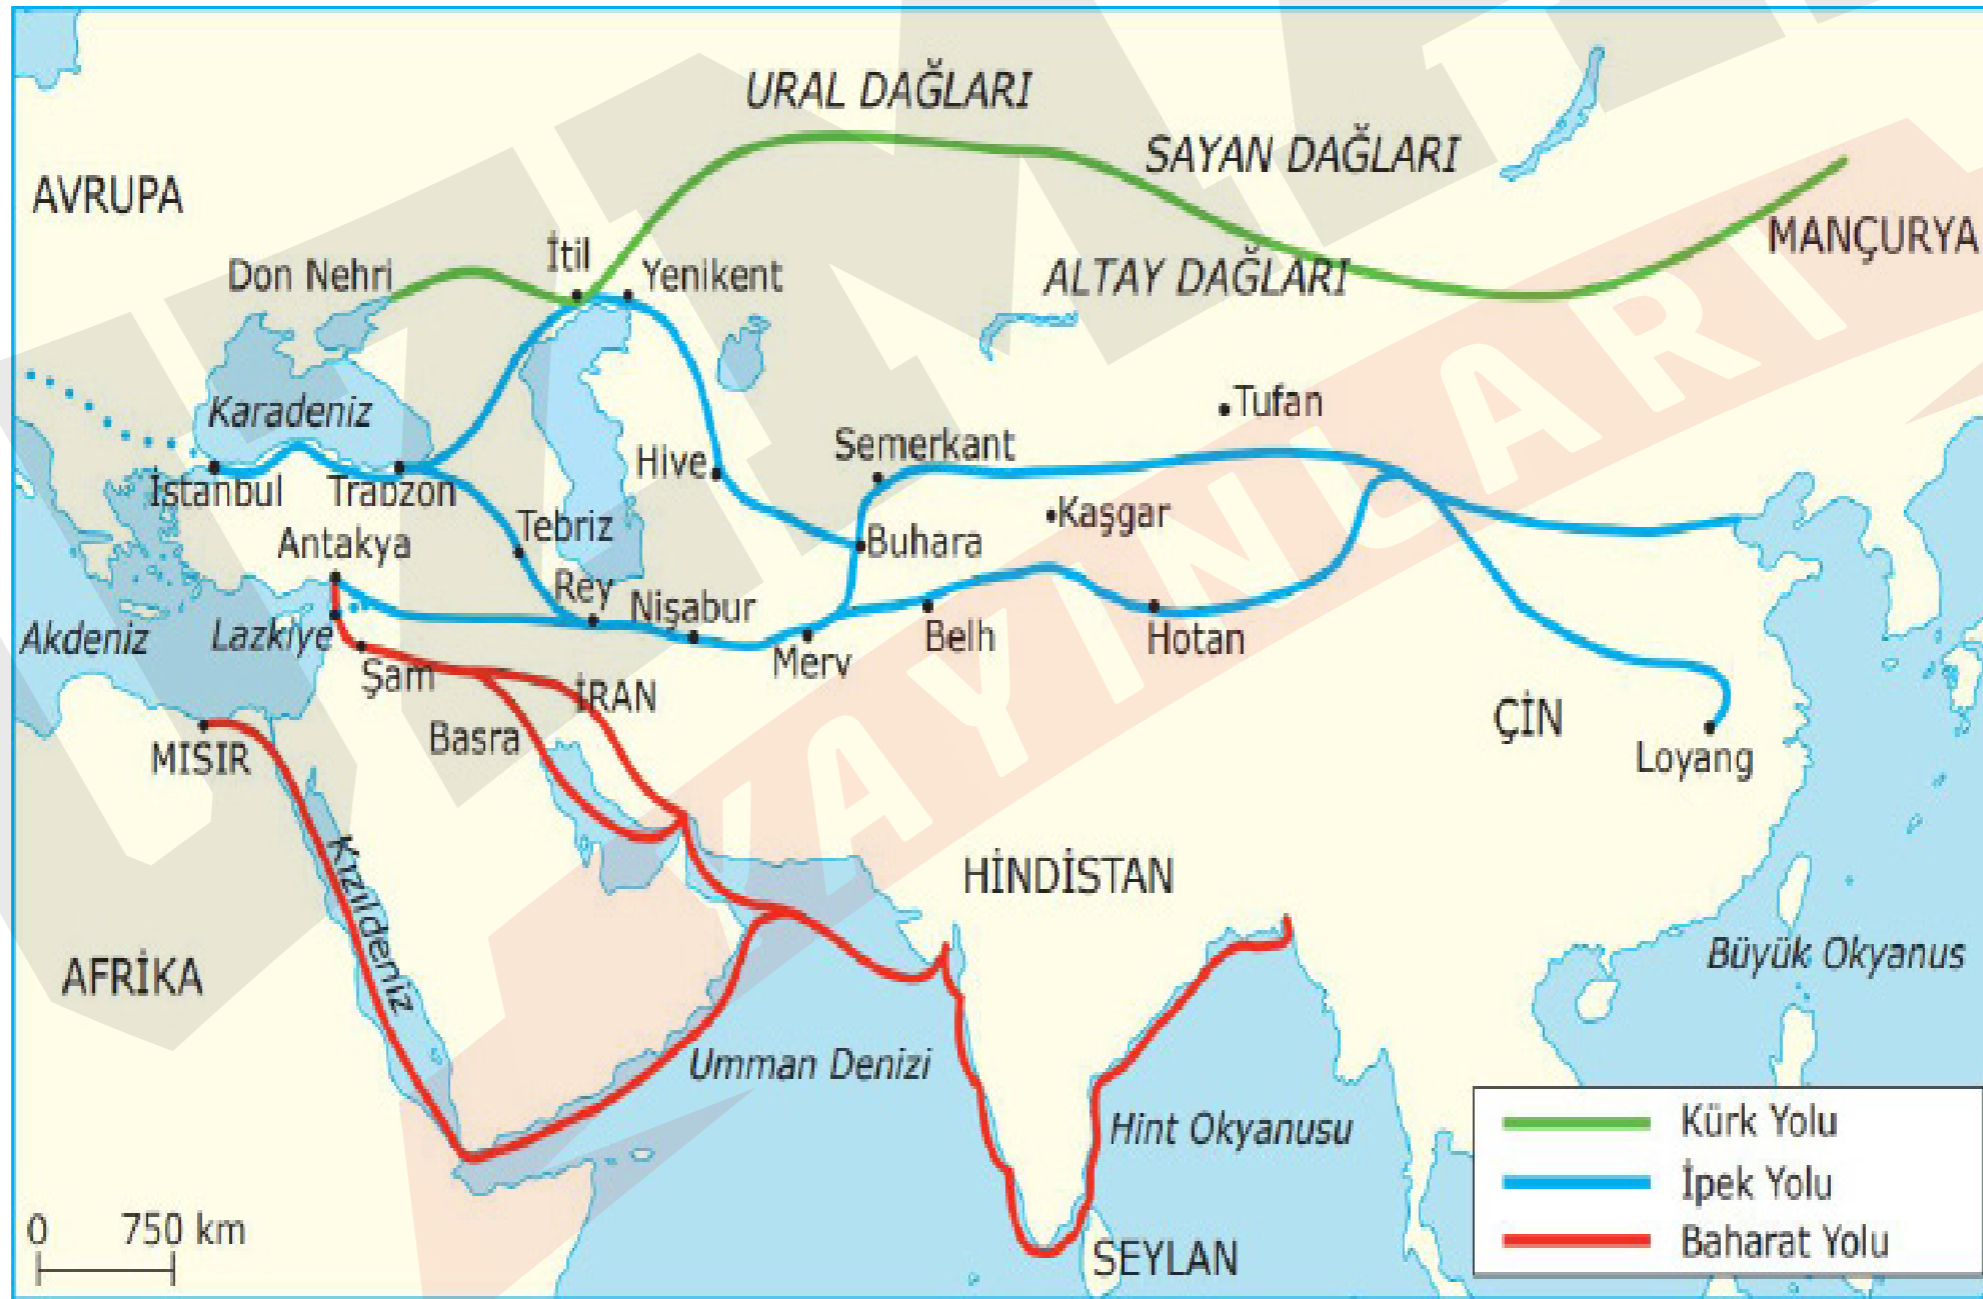 URAL DAĞLARI
SAYAN DAĞLARI
AVRUPA
MANÇURYA
İtil
Don Nehri
Yenikent
ALTAY DAĞLARI
Karadeniz
Tufan
Semerkant
Hive
İstanbul
Trabzon
Kaşgar
Tebriz
Antakya
Buhara
Rey
Nişabur
Akdeniz
Lazkiye
Belh
Hotan
Merv
Şam
İRAN
ÇİN
Basra
MISIR
Loyang
Kızıldeniz
HİNDİSTAN
AFRİKA
Büyük Okyanus
Umman Denizi
Hint Okyanusu
SEYLAN
0 750 km
Kürk Yolu
İpek Yolu
Baharat Yolu
YAYINLARI